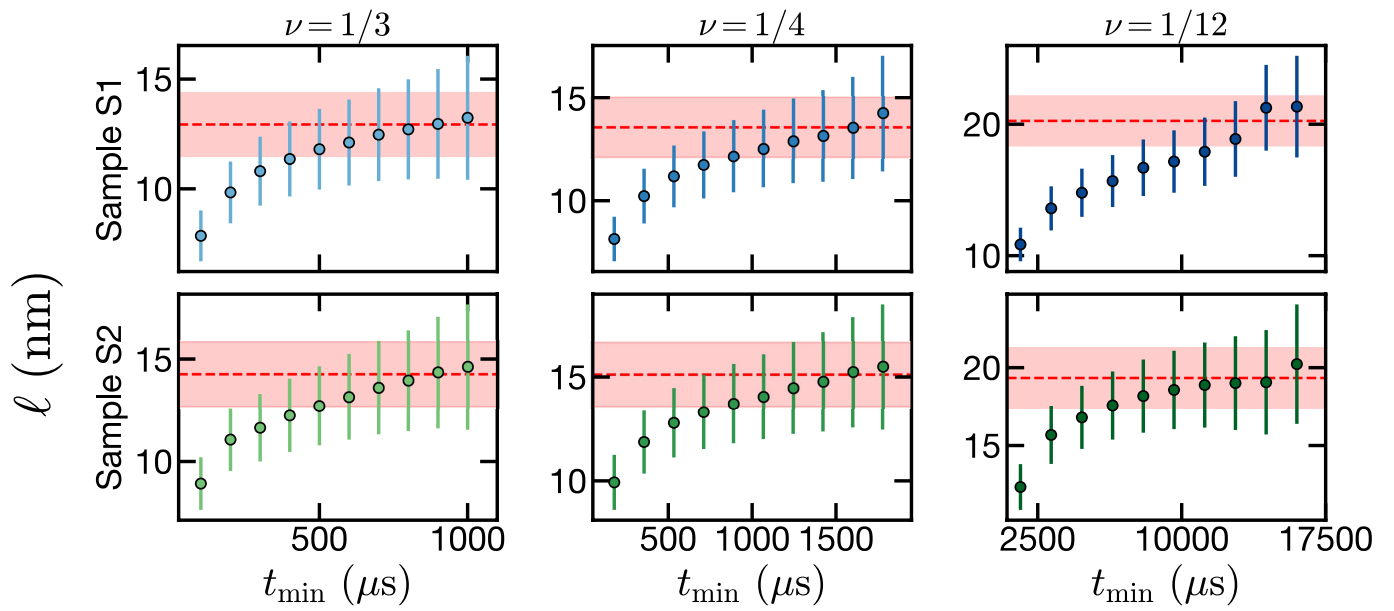 ν = 1/3
ν = 1/4
ν = 1/12
Sample S1
15
10
15
10
20
10
ℓ (nm)
Sample S2
15
10
15
10
20
15
500
1000
500
1000
1500
2500
10000
17500
t_min (μs)
t_min (μs)
t_min (μs)